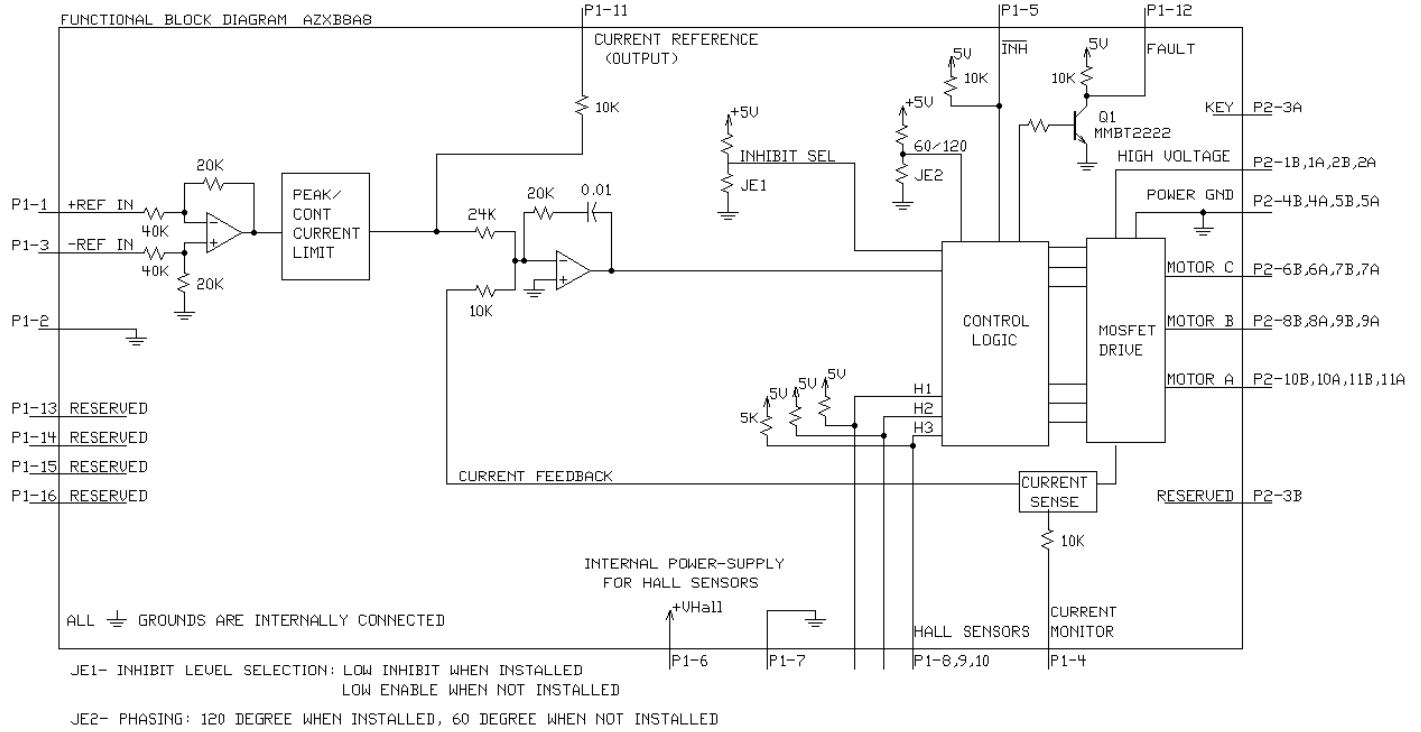 P1-11
P1-5
P1-12
FUNCTIONAL BLOCK DIAGRAM AZXB8A8
CURRENT REFERENCE
(OUTPUT)
INH
5V
FAULT
5V
10K
10K
10K
+5V
+5V
Q1
MMBT2222
KEY
P2-3A
60/120
INHIBIT SEL
HIGH VOLTAGE
P2-1B,1A,2B,2A
20K
JE1
JE2
PEAK/
CONT
CURRENT
LIMIT
20K
0.01
POWER GND
P2-4B,4A,5B,5A
P1-1
+REF IN
40K
24K
-
+
P1-3
-REF IN
40K
20K
-
+
10K
MOTOR C
P2-6B,6A,7B,7A
P1-2
CONTROL
LOGIC
MOSFET
DRIVE
MOTOR B
P2-8B,8A,9B,9A
5V
5V
5V
5K
H1
H2
H3
MOTOR A
P2-10B,10A,11B,11A
P1-13 RESERVED
P1-14 RESERVED
P1-15 RESERVED
P1-16 RESERVED
CURRENT FEEDBACK
CURRENT
SENSE
RESERVED
P2-3B
10K
INTERNAL POWER-SUPPLY
FOR HALL SENSORS
+VHall
ALL GROUNDS ARE INTERNALLY CONNECTED
HALL SENSORS
CURRENT
MONITOR
P1-6
P1-7
P1-8,9,10
P1-4
JE1- INHIBIT LEVEL SELECTION: LOW INHIBIT WHEN INSTALLED
LOW ENABLE WHEN NOT INSTALLED
JE2- PHASING: 120 DEGREE WHEN INSTALLED, 60 DEGREE WHEN NOT INSTALLED